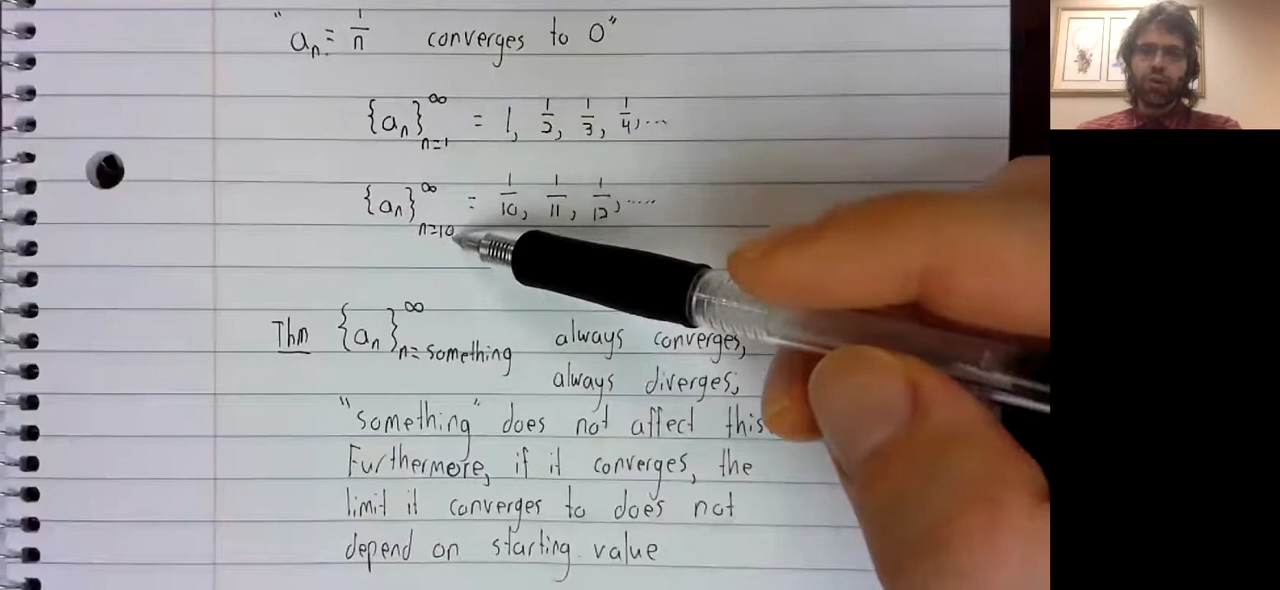 "aₙ = 1/n converges to 0"
{aₙ}^∞_{n=1} = 1, 1/2, 1/3, 1/4, ...
{aₙ}^∞_{n=10} = 1/10, 1/11, 1/12, .....
Thm {aₙ}^∞_{n=something} always converges,
always diverges;
"something" does not affect this
Furthermore, if it converges, the
limit it converges to does not
depend on starting value